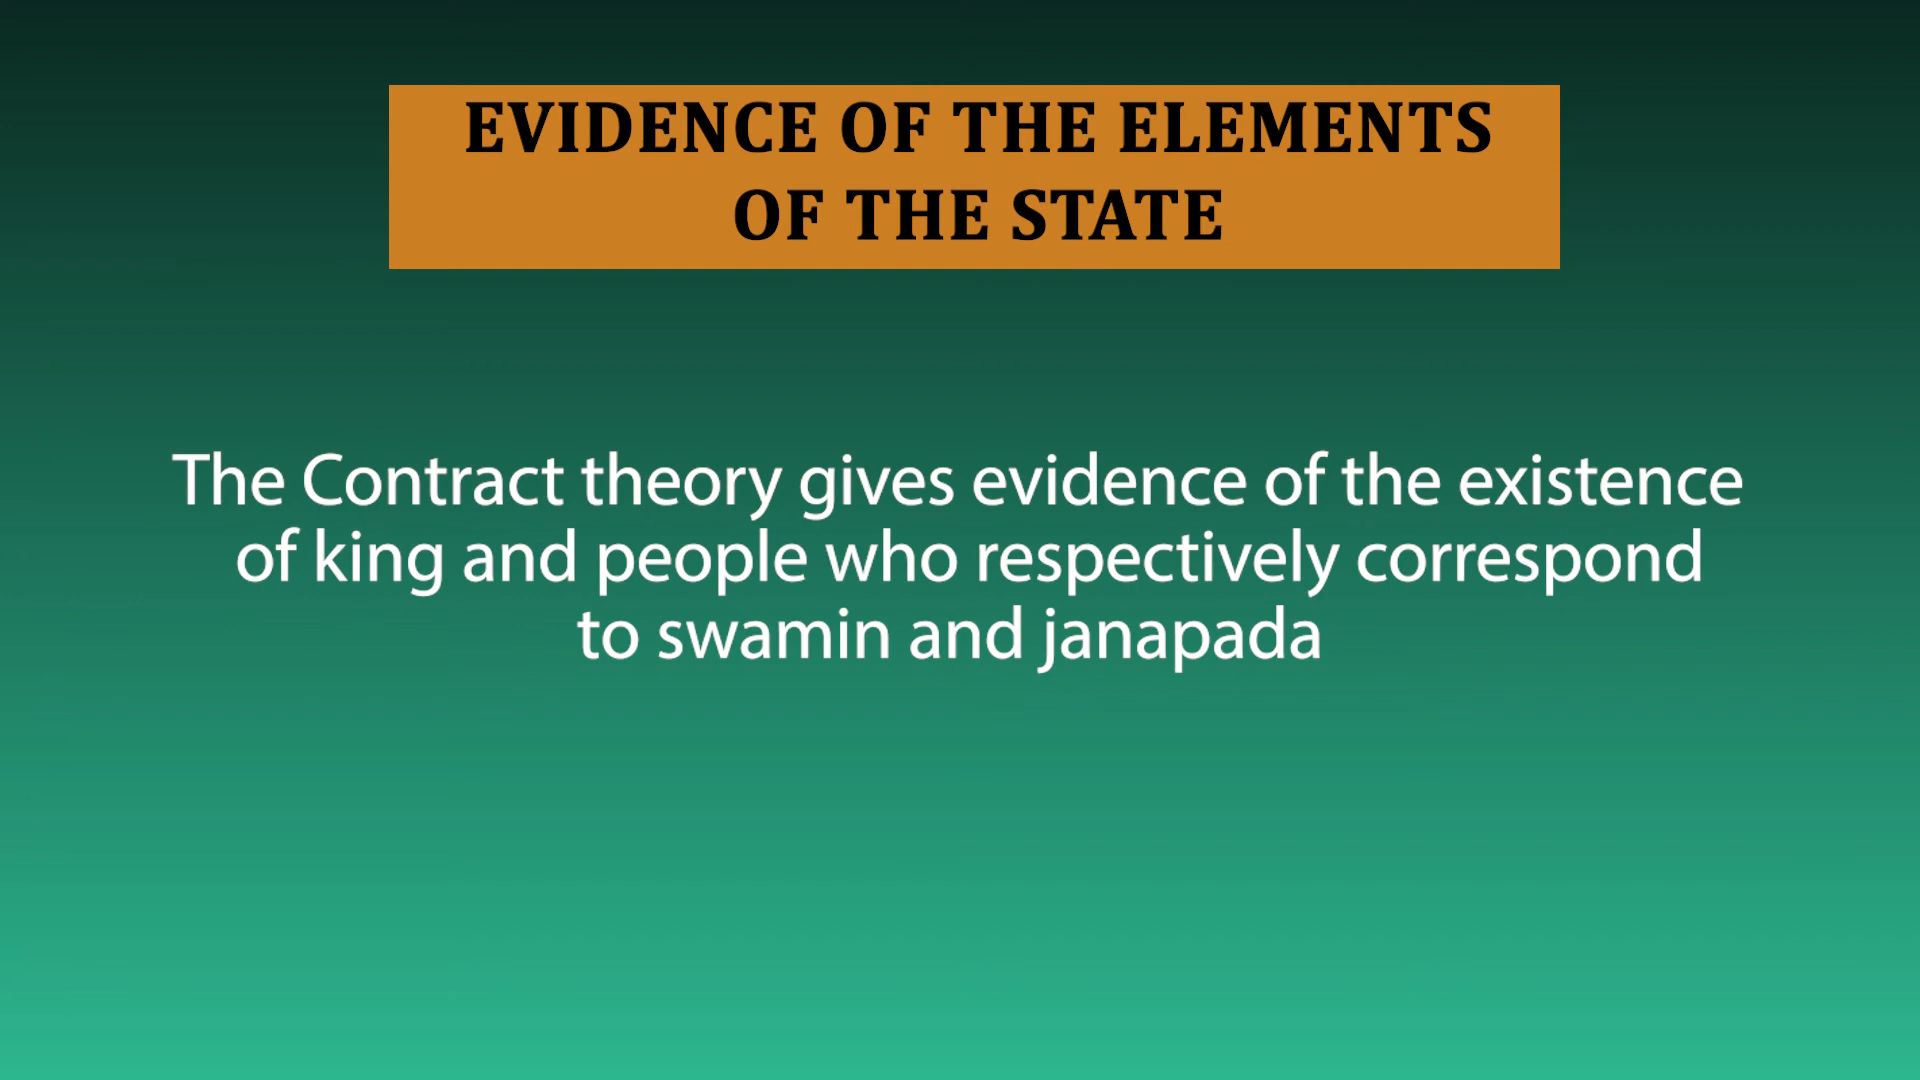 EVIDENCE OF THE ELEMENTS
OF THE STATE
The Contract theory gives evidence of the existence
of king and people who respectively correspond
to swamin and janapada